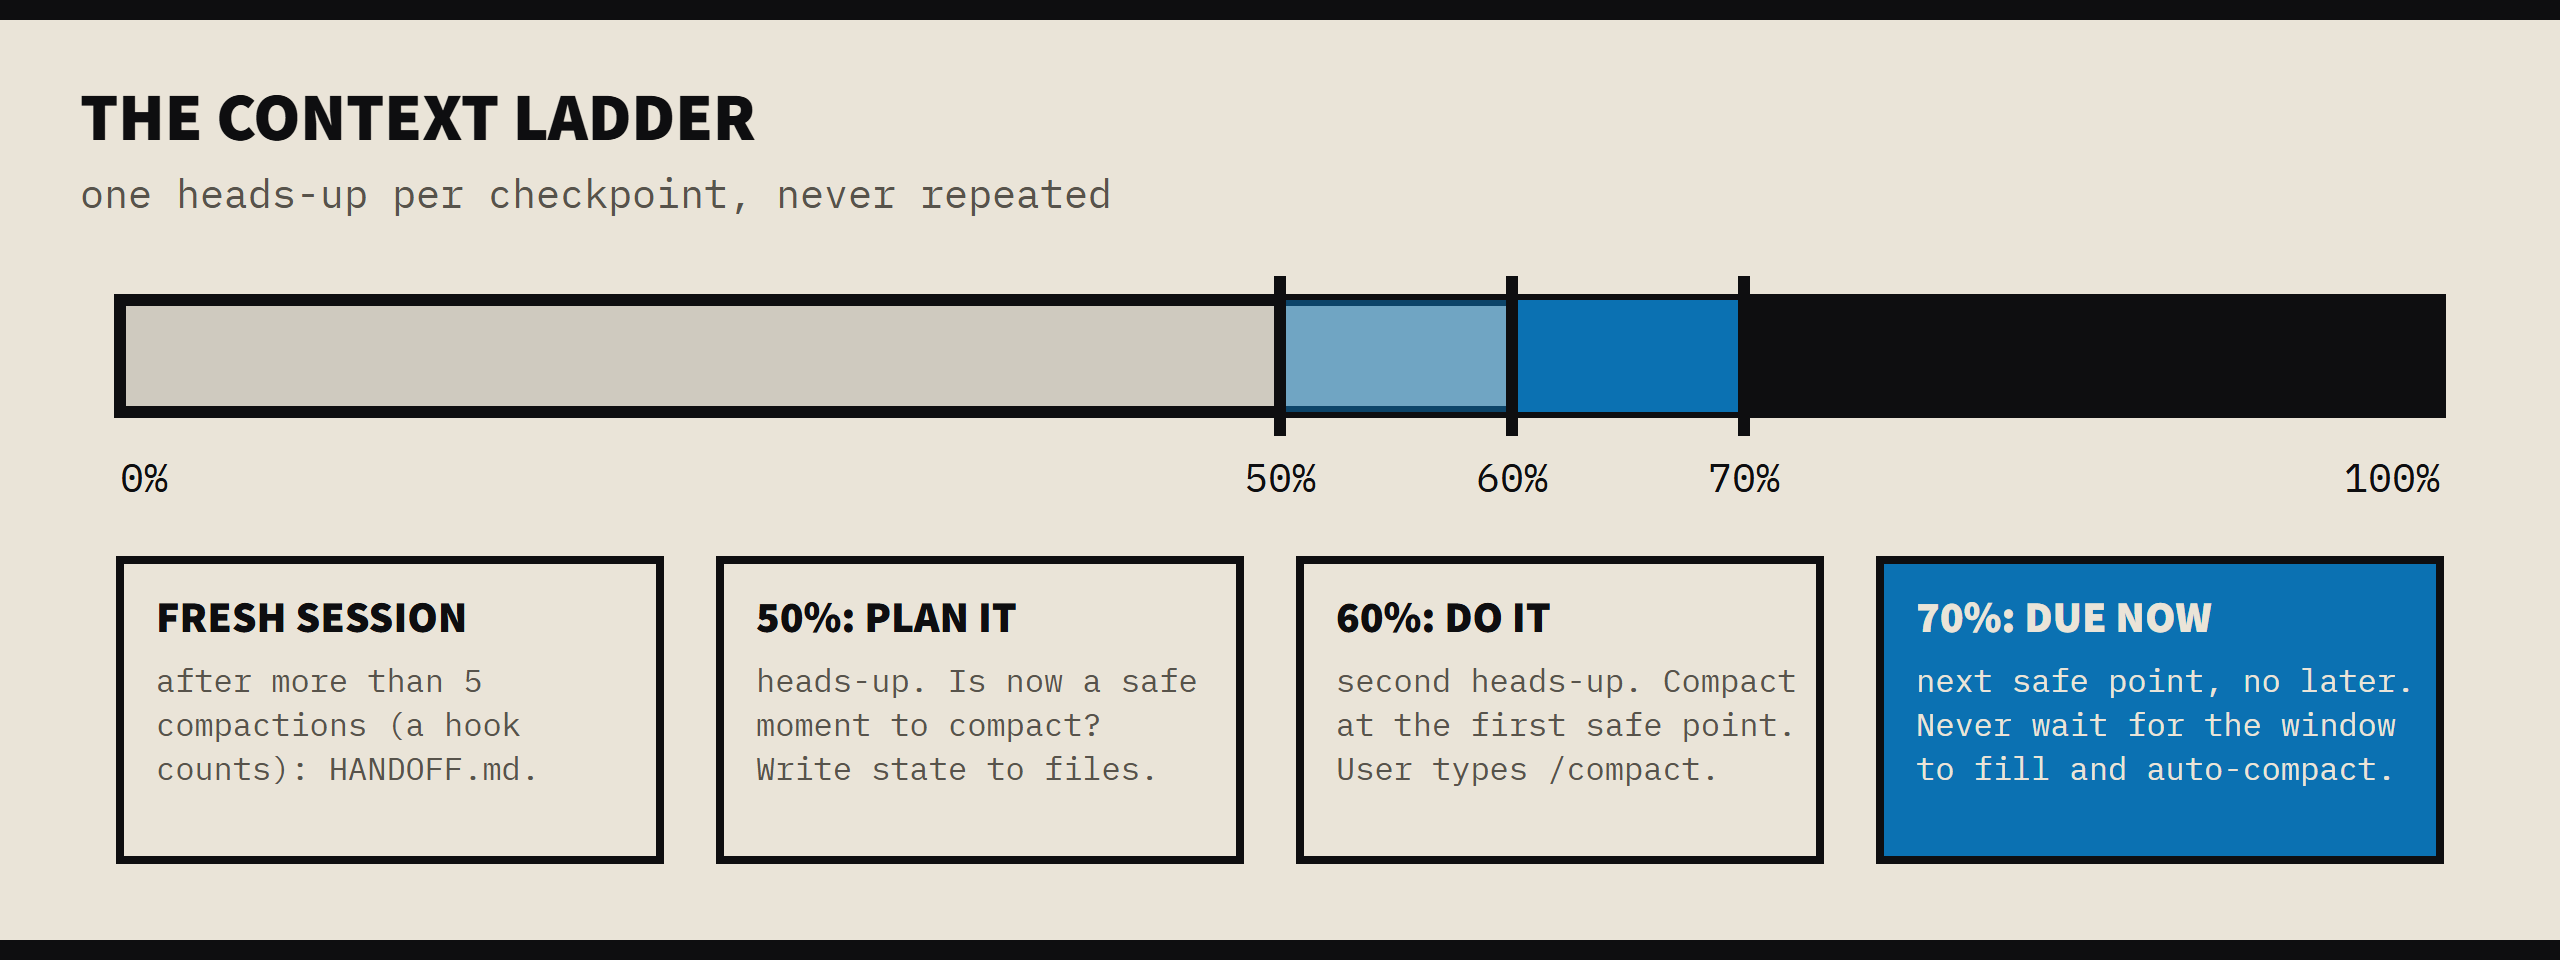 THE CONTEXT LADDER
one heads-up per checkpoint, never repeated
0%
50%
60%
70%
100%
FRESH SESSION
after more than 5
compactions (a hook
counts): HANDOFF.md.
50%: PLAN IT
heads-up. Is now a safe
moment to compact?
Write state to files.
60%: DO IT
second heads-up. Compact
at the first safe point.
User types /compact.
70%: DUE NOW
next safe point, no later.
Never wait for the window
to fill and auto-compact.